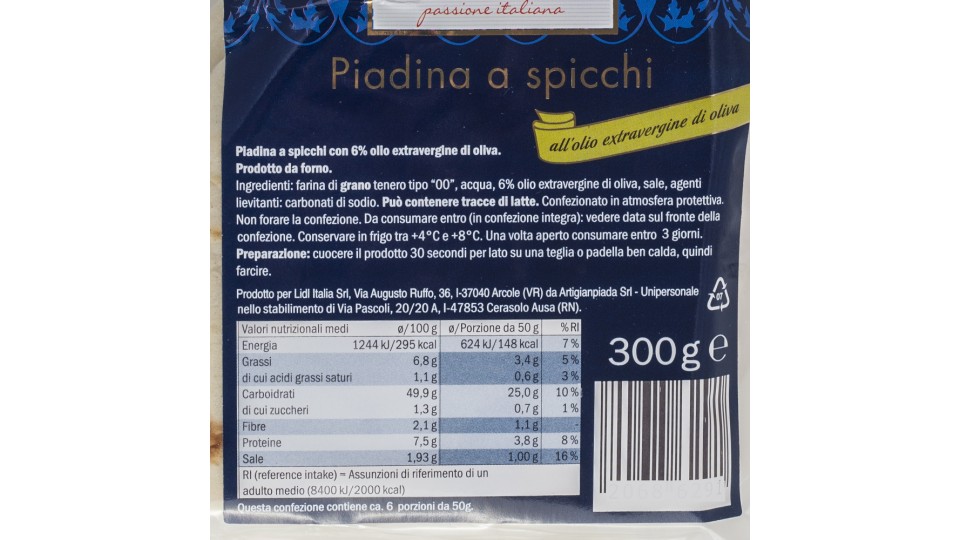 passione italiana
Piadina a spicchi
all'olio extravergine di oliva
Piadina a spicchi con 6% olio extravergine di oliva.
Prodotto da forno.
Ingredienti: farina di grano tenero tipo "00", acqua, 6% olio extravergine di oliva, sale, agenti
lievitanti: carbonati di sodio. Può contenere tracce di latte. Confezionato in atmosfera protettiva.
Non forare la confezione. Da consumare entro (in confezione integra): vedere data sul fronte della
confezione. Conservare in frigo tra +4°C e +8°C. Una volta aperto consumare entro 3 giorni.
Preparazione: cuocere il prodotto 30 secondi per lato su una teglia o padella ben calda, quindi
farcire.
Prodotto per Lidl Italia Srl, Via Augusto Ruffo, 36, I-37040 Arcole (VR) da Artigianpiada Srl - Unipersonale
nello stabilimento di Via Pascoli, 20/20 A, I-47853 Cerasolo Ausa (RN).
07
Valori nutrizionali medi ø/100 g ø/Porzione da 50 g % RI
Energia 1244 kJ/295 kcal 624 kJ/148 kcal 7 %
Grassi 6,8 g 3,4 g 5 %
di cui acidi grassi saturi 1,1 g 0,6 g 3 %
Carboidrati 49,9 g 25,0 g 10 %
di cui zuccheri 1,3 g 0,7 g 1 %
Fibre 2,1 g 1,1 g -
Proteine 7,5 g 3,8 g 8 %
Sale 1,93 g 1,00 g 16 %
RI (reference intake) = Assunzioni di riferimento di un
adulto medio (8400 kJ/2000 kcal)
Questa confezione contiene ca. 6 porzioni da 50g.
300 g e